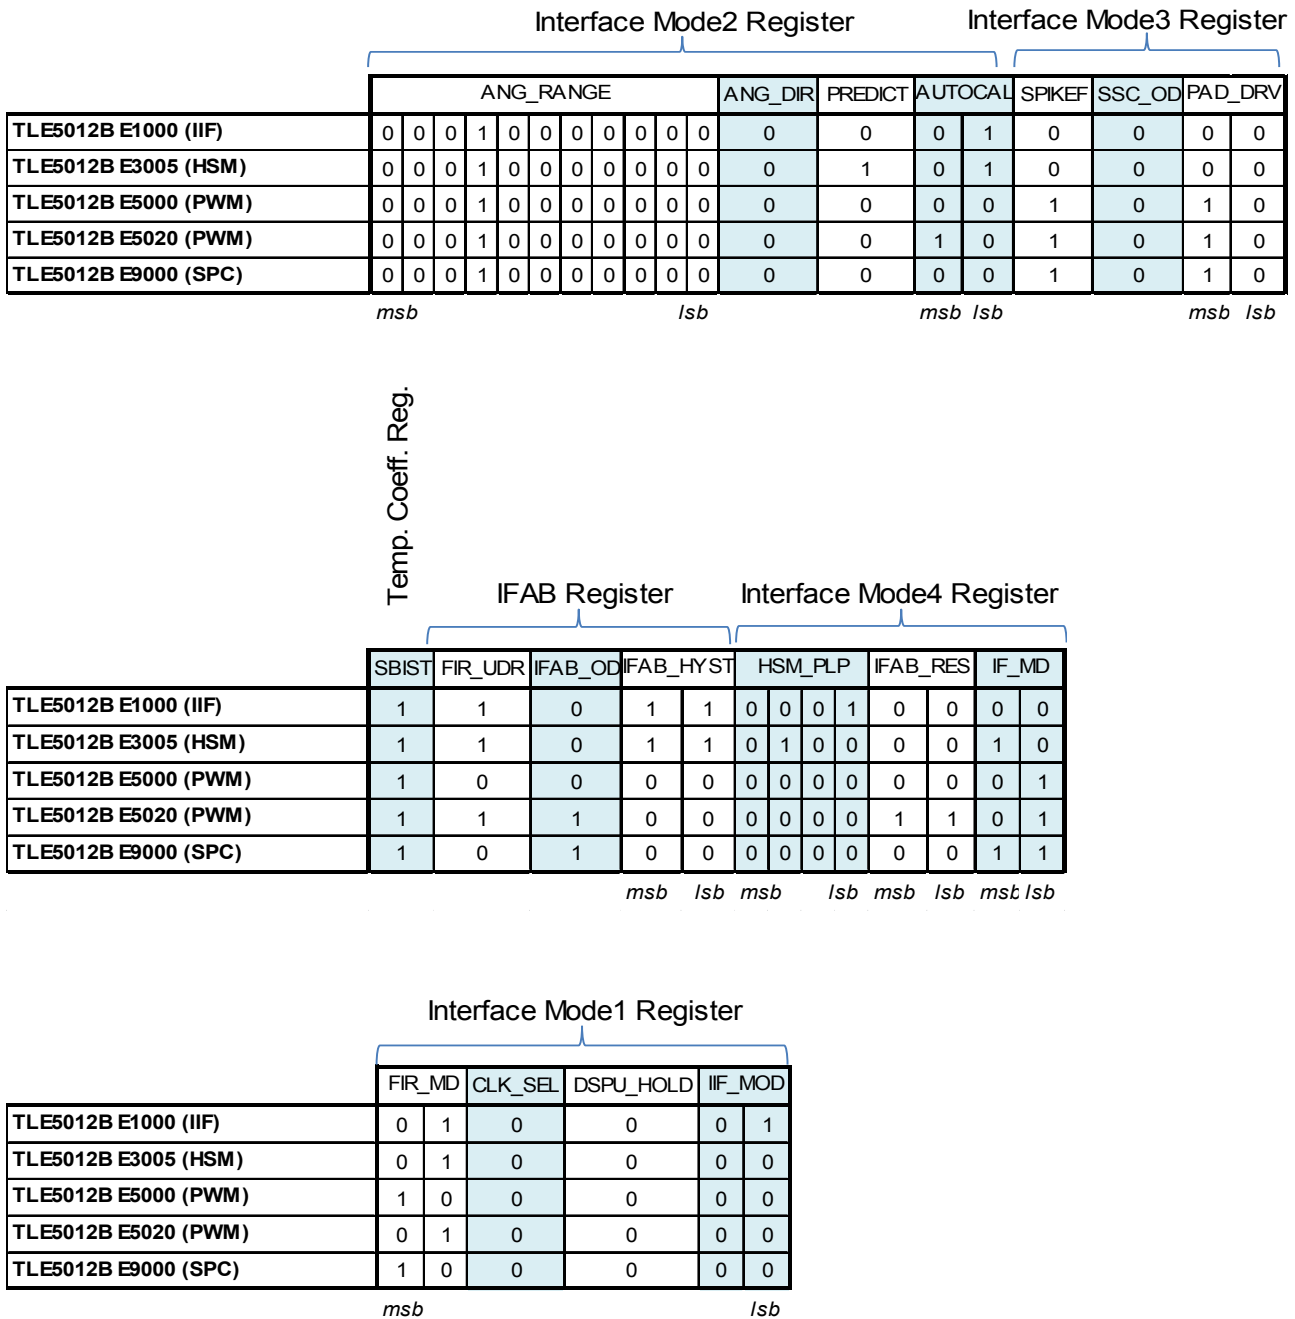 Interface Mode2 Register Interface Mode3 Register
ANG_RANGE ANG_DIR PREDICT AUTOCAL SPIKEF SSC_OD PAD_DRV
TLE5012B E1000 (IIF) 0 0 0 1 0 0 0 0 0 0 0 0 0 0 1 0 0 0 0
TLE5012B E3005 (HSM) 0 0 0 1 0 0 0 0 0 0 0 0 1 0 1 0 0 0 0
TLE5012B E5000 (PWM) 0 0 0 1 0 0 0 0 0 0 0 0 0 0 0 1 0 1 0
TLE5012B E5020 (PWM) 0 0 0 1 0 0 0 0 0 0 0 0 0 1 0 1 0 1 0
TLE5012B E9000 (SPC) 0 0 0 1 0 0 0 0 0 0 0 0 0 0 0 1 0 1 0
msb lsb msb lsb msb lsb
Temp. Coeff. Reg.
IFAB Register Interface Mode4 Register
SBIST FIR_UDR IFAB_OD IFAB_HYST HSM_PLP IFAB_RES IF_MD
TLE5012B E1000 (IIF) 1 1 0 1 1 0 0 0 1 0 0 0 0
TLE5012B E3005 (HSM) 1 1 0 1 1 0 1 0 0 0 0 1 0
TLE5012B E5000 (PWM) 1 0 0 0 0 0 0 0 0 0 0 0 1
TLE5012B E5020 (PWM) 1 1 1 0 0 0 0 0 0 1 1 0 1
TLE5012B E9000 (SPC) 1 0 1 0 0 0 0 0 0 0 0 1 1
msb lsb msb lsb msb lsb msb lsb
Interface Mode1 Register
FIR_MD CLK_SEL DSPU_HOLD IIF_MOD
TLE5012B E1000 (IIF) 0 1 0 0 0 1
TLE5012B E3005 (HSM) 0 1 0 0 0 0
TLE5012B E5000 (PWM) 1 0 0 0 0 0
TLE5012B E5020 (PWM) 0 1 0 0 0 0
TLE5012B E9000 (SPC) 1 0 0 0 0 0
msb lsb